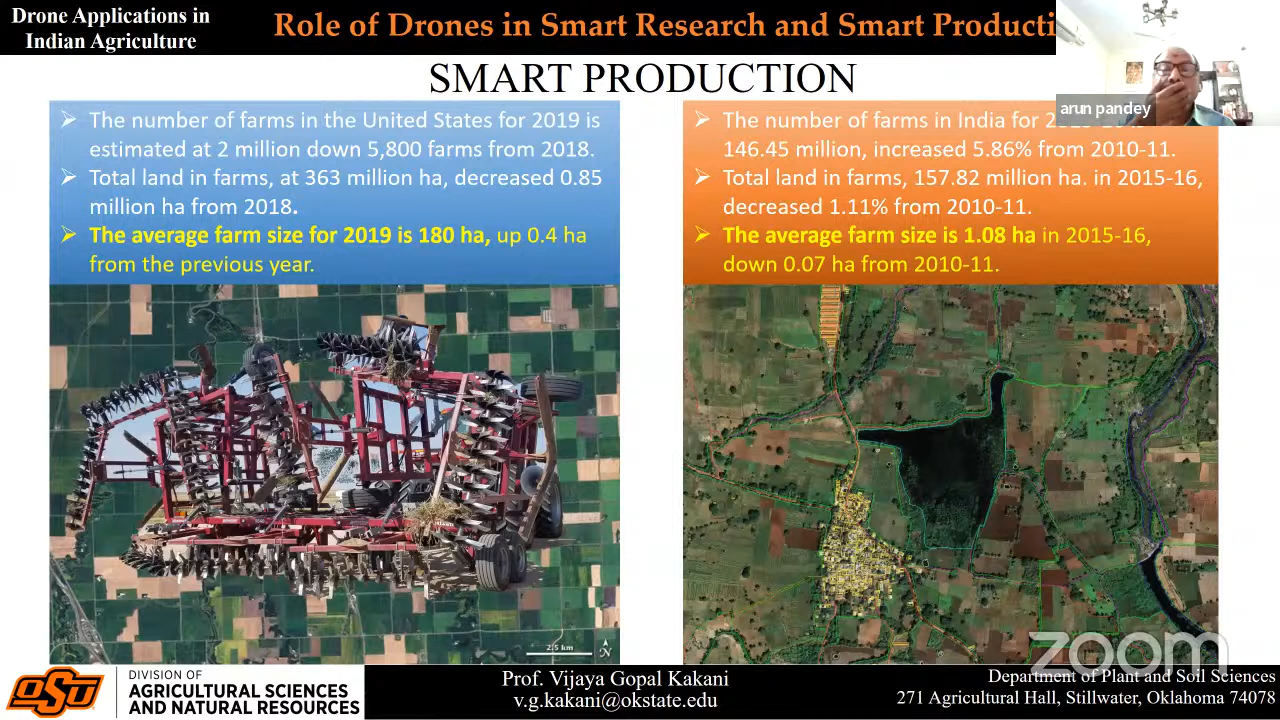 Drone Applications in
Indian Agriculture
Role of Drones in Smart Research and Smart Producti
arun pandey
SMART PRODUCTION
➢ The number of farms in the United States for 2019 is
estimated at 2 million down 5,800 farms from 2018.
➢ Total land in farms, at 363 million ha, decreased 0.85
million ha from 2018.
➢ The average farm size for 2019 is 180 ha, up 0.4 ha
from the previous year.
➢ The number of farms in India for
146.45 million, increased 5.86% from 2010-11.
➢ Total land in farms, 157.82 million ha. in 2015-16,
decreased 1.11% from 2010-11.
➢ The average farm size is 1.08 ha in 2015-16,
down 0.07 ha from 2010-11.
2.5 km
N
zoom
OSU
DIVISION OF
AGRICULTURAL SCIENCES
AND NATURAL RESOURCES
Prof. Vijaya Gopal Kakani
v.g.kakani@okstate.edu
Department of Plant and Soil Sciences
271 Agricultural Hall, Stillwater, Oklahoma 74078